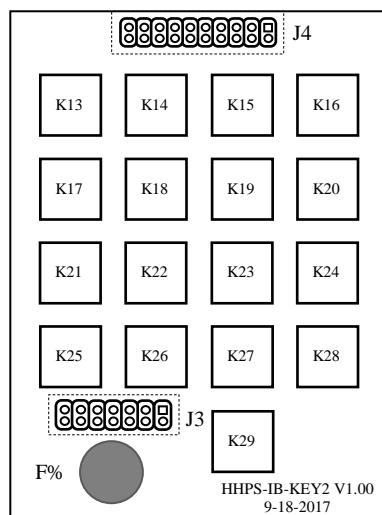 J4
K13 K14 K15 K16
K17 K18 K19 K20
K21 K22 K23 K24
K25 K26 K27 K28
J3
K29
F%
HHPS-IB-KEY2 V1.00
9-18-2017